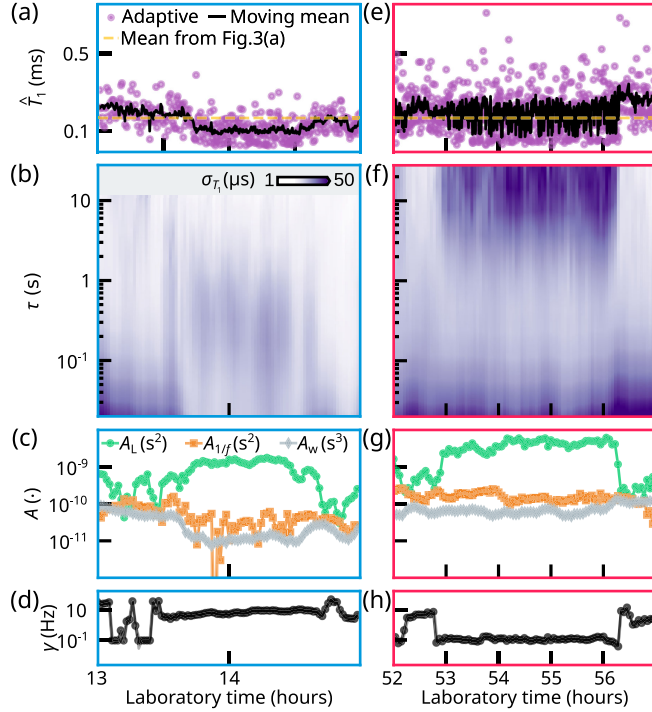 (a)
Adaptive
Moving mean
Mean from Fig.3(a)
0.5
0.1
T̂₁ (ms)
(e)
(b)
σ_T₁ (μs) 1 50
10
1
10⁻¹
τ (s)
(f)
(c)
A_L (s²) A_1/f (s²) A_w (s³)
10⁻⁹
10⁻¹⁰
10⁻¹¹
A (·)
(g)
(d)
10
10⁻¹
γ (Hz)
13 14
Laboratory time (hours)
(h)
52 53 54 55 56
Laboratory time (hours)